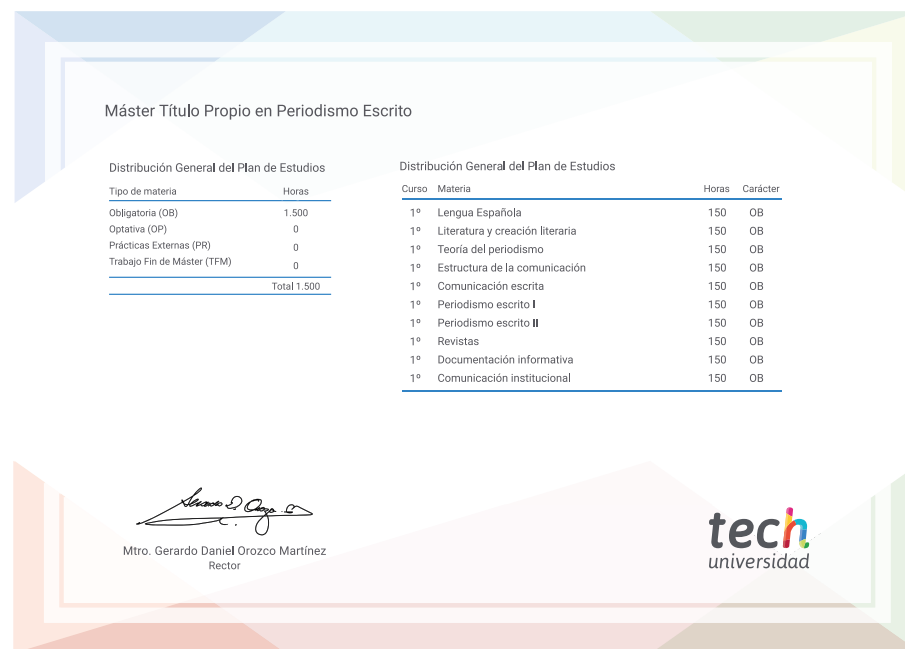 Máster Título Propio en Periodismo Escrito
Distribución General del Plan de Estudios
Tipo de materia Horas
Obligatoria (OB) 1.500
Optativa (OP) 0
Prácticas Externas (PR) 0
Trabajo Fin de Máster (TFM) 0
Total 1.500
Distribución General del Plan de Estudios
Curso Materia Horas Carácter
1º Lengua Española 150 OB
1º Literatura y creación literaria 150 OB
1º Teoría del periodismo 150 OB
1º Estructura de la comunicación 150 OB
1º Comunicación escrita 150 OB
1º Periodismo escrito I 150 OB
1º Periodismo escrito II 150 OB
1º Revistas 150 OB
1º Documentación informativa 150 OB
1º Comunicación institucional 150 OB
Mtro. Gerardo Daniel Orozco Martínez
Rector
tech
universidad